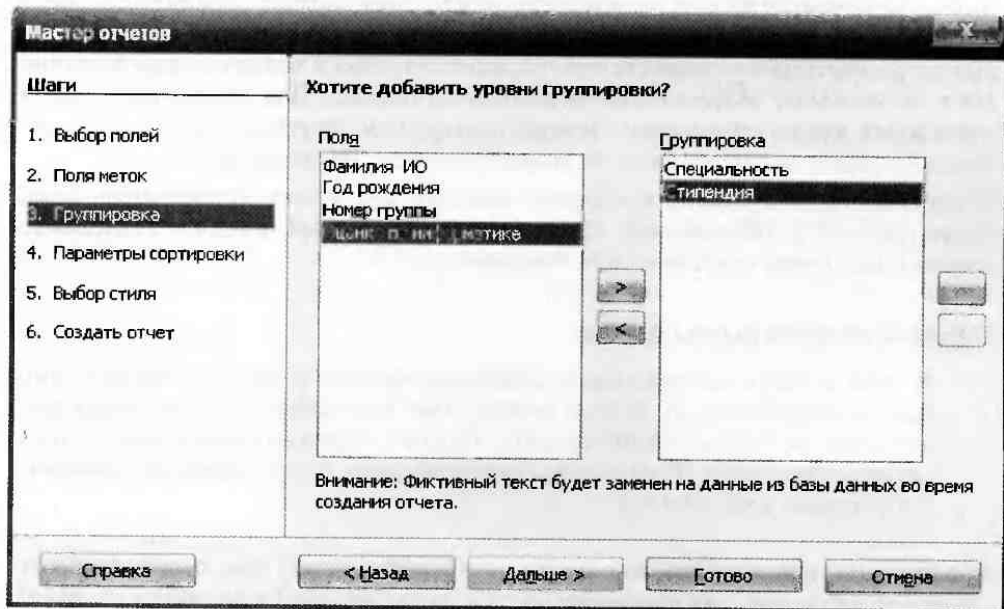 Мастер отчетов
X
Шаги
1. Выбор полей
2. Поля меток
3. Группировка
4. Параметры сортировки
5. Выбор стиля
6. Создать отчет
Хотите добавить уровни группировки?
Поля
Фамилия ИО
Год рождения
Номер группы
>
<
Группировка
Специальность
Стипендия
Внимание: Фиктивный текст будет заменен на данные из базы данных во время
создания отчета.
Справка
< Назад
Дальше >
Готово
Отмена